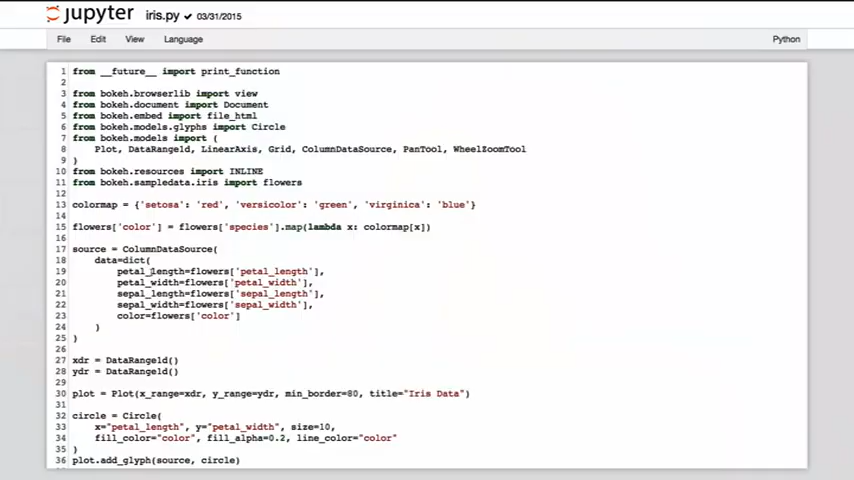 jupyter iris.py ✔ 03/31/2015
File Edit View Language Python
1 from __future__ import print_function
2
3 from bokeh.browserlib import view
4 from bokeh.document import Document
5 from bokeh.embed import file_html
6 from bokeh.models.glyphs import Circle
7 from bokeh.models import (
8 Plot, DataRange1d, LinearAxis, Grid, ColumnDataSource, PanTool, WheelZoomTool
9 )
10 from bokeh.resources import INLINE
11 from bokeh.sampledata.iris import flowers
12
13 colormap = {'setosa': 'red', 'versicolor': 'green', 'virginica': 'blue'}
14
15 flowers['color'] = flowers['species'].map(lambda x: colormap[x])
16
17 source = ColumnDataSource(
18 data=dict(
19 petal_length=flowers['petal_length'],
20 petal_width=flowers['petal_width'],
21 sepal_length=flowers['sepal_length'],
22 sepal_width=flowers['sepal_width'],
23 color=flowers['color']
24 )
25 )
26
27 xdr = DataRange1d()
28 ydr = DataRange1d()
29
30 plot = Plot(x_range=xdr, y_range=ydr, min_border=80, title="Iris Data")
31
32 circle = Circle(
33 x="petal_length", y="petal_width", size=10,
34 fill_color="color", fill_alpha=0.2, line_color="color"
35 )
36 plot.add_glyph(source, circle)